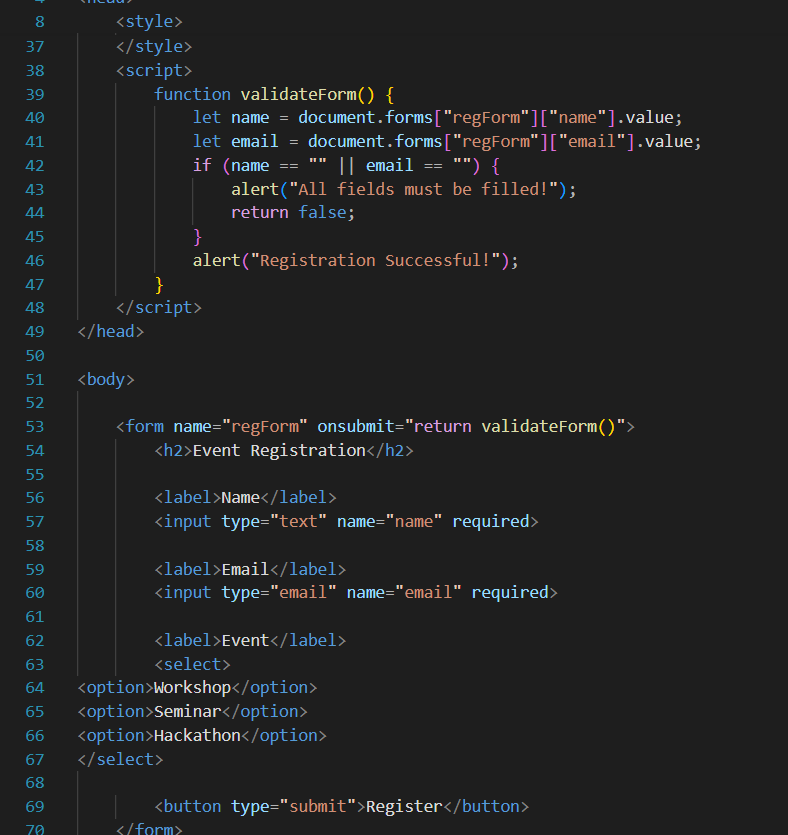 4 <head>
8 <style>
37 </style>
38 <script>
39 function validateForm() {
40 let name = document.forms["regForm"]["name"].value;
41 let email = document.forms["regForm"]["email"].value;
42 if (name == "" || email == "") {
43 alert("All fields must be filled!");
44 return false;
45 }
46 alert("Registration Successful!");
47 }
48 </script>
49 </head>
50
51 <body>
52
53 <form name="regForm" onsubmit="return validateForm()">
54 <h2>Event Registration</h2>
55
56 <label>Name</label>
57 <input type="text" name="name" required>
58
59 <label>Email</label>
60 <input type="email" name="email" required>
61
62 <label>Event</label>
63 <select>
64 <option>Workshop</option>
65 <option>Seminar</option>
66 <option>Hackathon</option>
67 </select>
68
69 <button type="submit">Register</button>
70 </form>